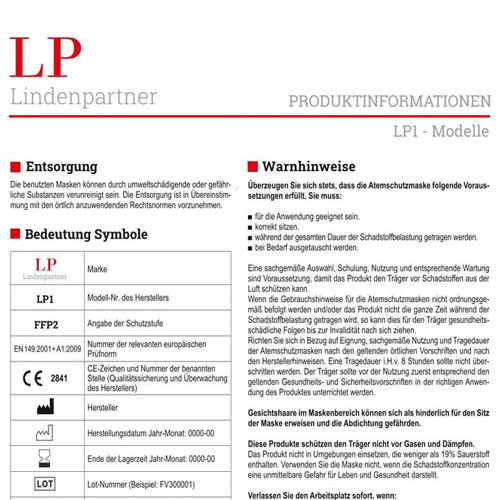 LP
Lindenpartner
PRODUKTINFORMATIONEN
LP1 - Modelle
Entsorgung
Die benutzten Masken können durch umweltschädigende oder gefähr-
liche Substanzen verunreinigt sein. Die Entsorgung ist in Übereinstim-
mung mit den örtlich anzuwendenden Rechtsnormen vorzunehmen.
Bedeutung Symbole
LP
Lindenpartner
Marke
LP1
Modell-Nr. des Herstellers
FFP2
Angabe der Schutzstufe
EN 149:2001+A1:2009
Nummer der relevanten europäischen
Prüfnorm
CE 2841
CE-Zeichen und Nummer der benannten
Stelle (Qualitätssicherung und Überwachung
des Herstellers)
Hersteller
Herstellungsdatum Jahr-Monat: 0000-00
Ende der Lagerzeit Jahr-Monat: 0000-00
LOT
Lot-Nummer (Beispiel: FV300001)
Warnhinweise
Überzeugen Sie sich stets, dass die Atemschutzmaske folgende Voraus-
setzungen erfüllt. Sie muss:
für die Anwendung geeignet sein.
korrekt sitzen.
während der gesamten Dauer der Schadstoffbelastung getragen werden.
bei Bedarf ausgetauscht werden.
Eine sachgemäße Auswahl, Schulung, Nutzung und entsprechende Wartung
sind Voraussetzung, damit das Produkt den Träger vor Schadstoffen aus der
Luft schützen kann.
Wenn die Gebrauchshinweise für die Atemschutzmasken nicht ordnungsge-
mäß befolgt werden und/oder das Produkt nicht die ganze Zeit während der
Schadstoffbelastung getragen wird, so kann dies für den Träger gesundheits-
schädliche Folgen bis zur Invalidität nach sich ziehen.
Richten Sie sich in Bezug auf Eignung, sachgemäße Nutzung und Tragedauer
der Atemschutzmasken nach den geltenden örtlichen Vorschriften und nach
den Herstellerhinweisen. Eine Tragedauer i.H.v. 8 Stunden sollte nicht über-
schritten werden. Der Träger sollte vor der Nutzung zuerst entsprechend den
geltenden Gesundheits- und Sicherheitsvorschriften in der richtigen Anwen-
dung des Produktes unterrichtet werden.
Gesichtshaare im Maskenbereich können sich als hinderlich für den Sitz
der Maske erweisen und die Abdichtung gefährden.
Diese Produkte schützen den Träger nicht vor Gasen und Dämpfen.
Das Produkt nicht in Umgebungen einsetzen, die weniger als 19% Sauerstoff
enthalten. Verwenden Sie die Maske nicht, wenn die Schadstoffkonzentration
eine unmittelbare Gefahr für Leben und Gesundheit darstellt.
Verlassen Sie den Arbeitsplatz sofort, wenn: